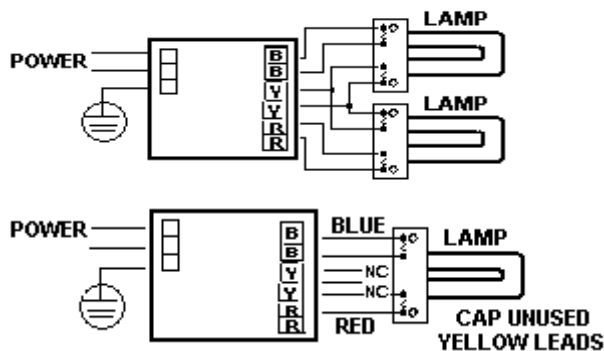 LAMP
POWER
B
B
Y
Y
R
R
LAMP
POWER
BLUE
B
B
Y
Y
R
R
NC
NC
RED
LAMP
CAP UNUSED
YELLOW LEADS